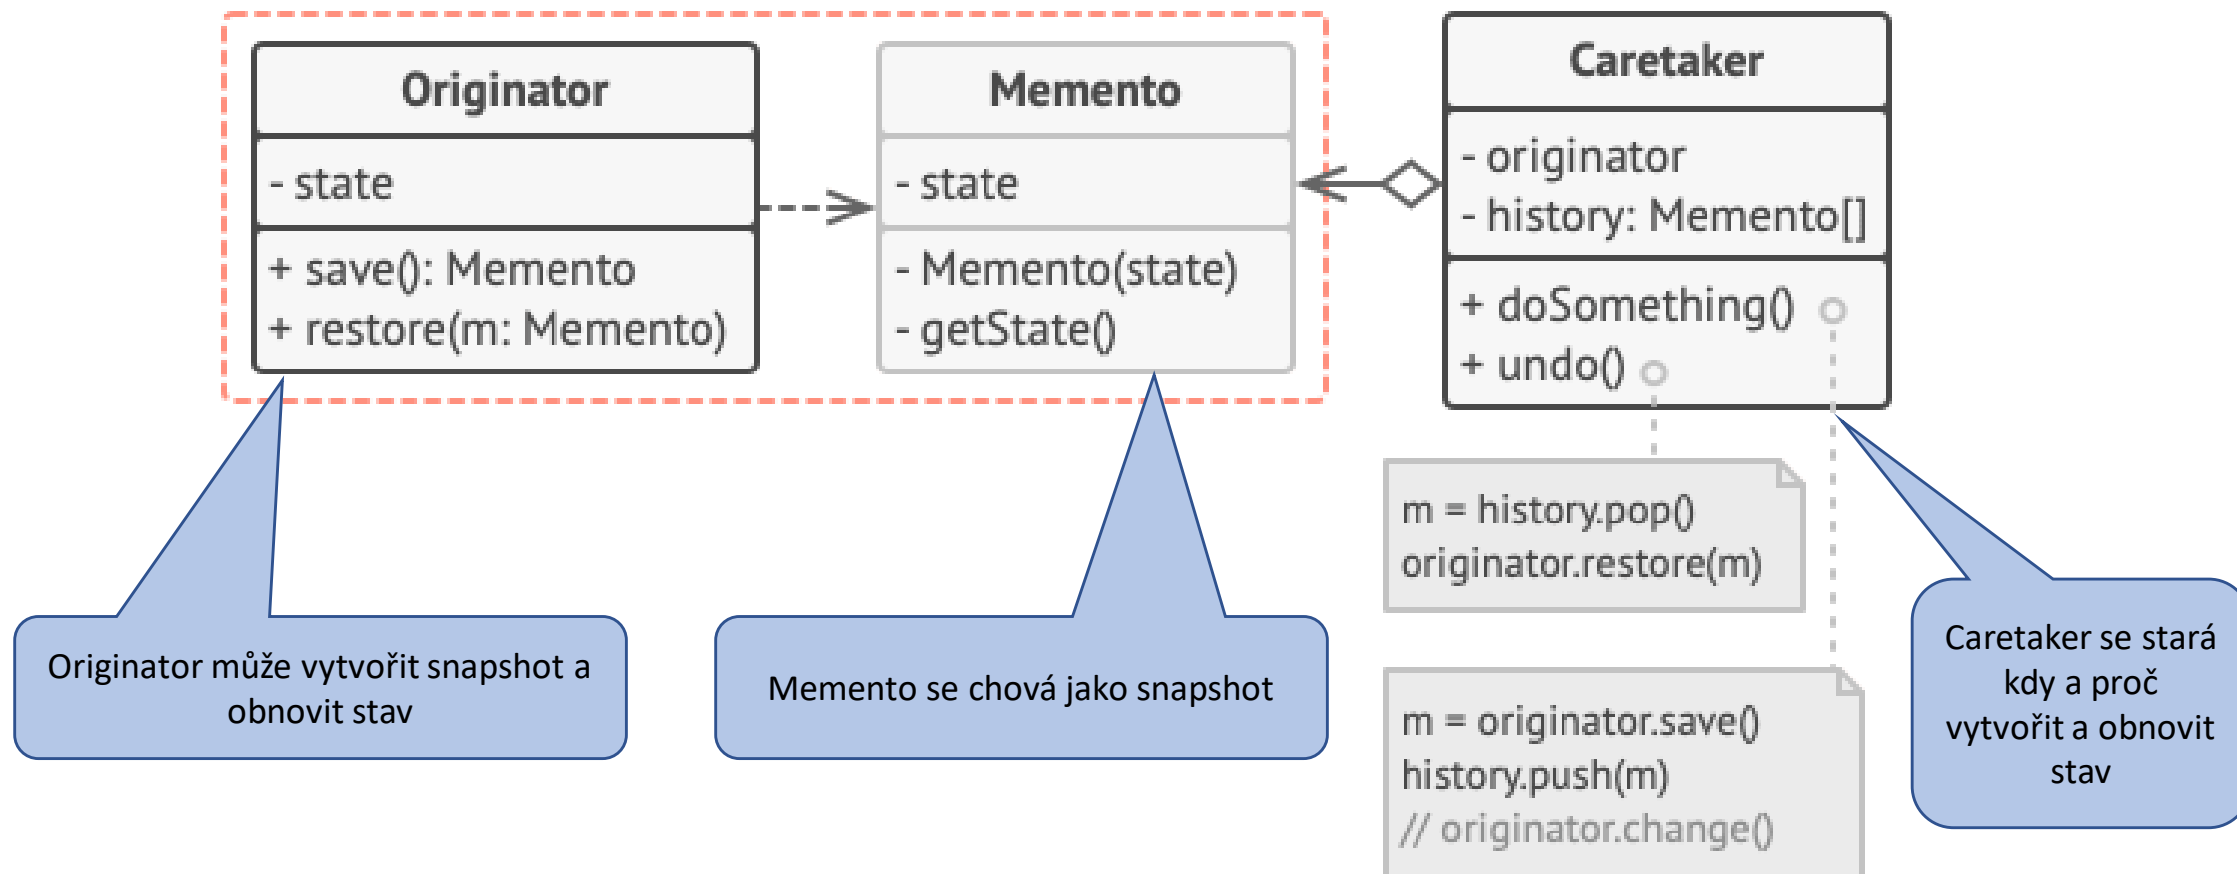 Originator
- state
+ save(): Memento
+ restore(m: Memento)
Memento
- state
- Memento(state)
- getState()
Caretaker
- originator
- history: Memento[]
+ doSomething()
+ undo()
m = history.pop()
originator.restore(m)
m = originator.save()
history.push(m)
// originator.change()
Originator může vytvořit snapshot a
obnovit stav
Memento se chová jako snapshot
Caretaker se stará
kdy a proč
vytvořit a obnovit
stav